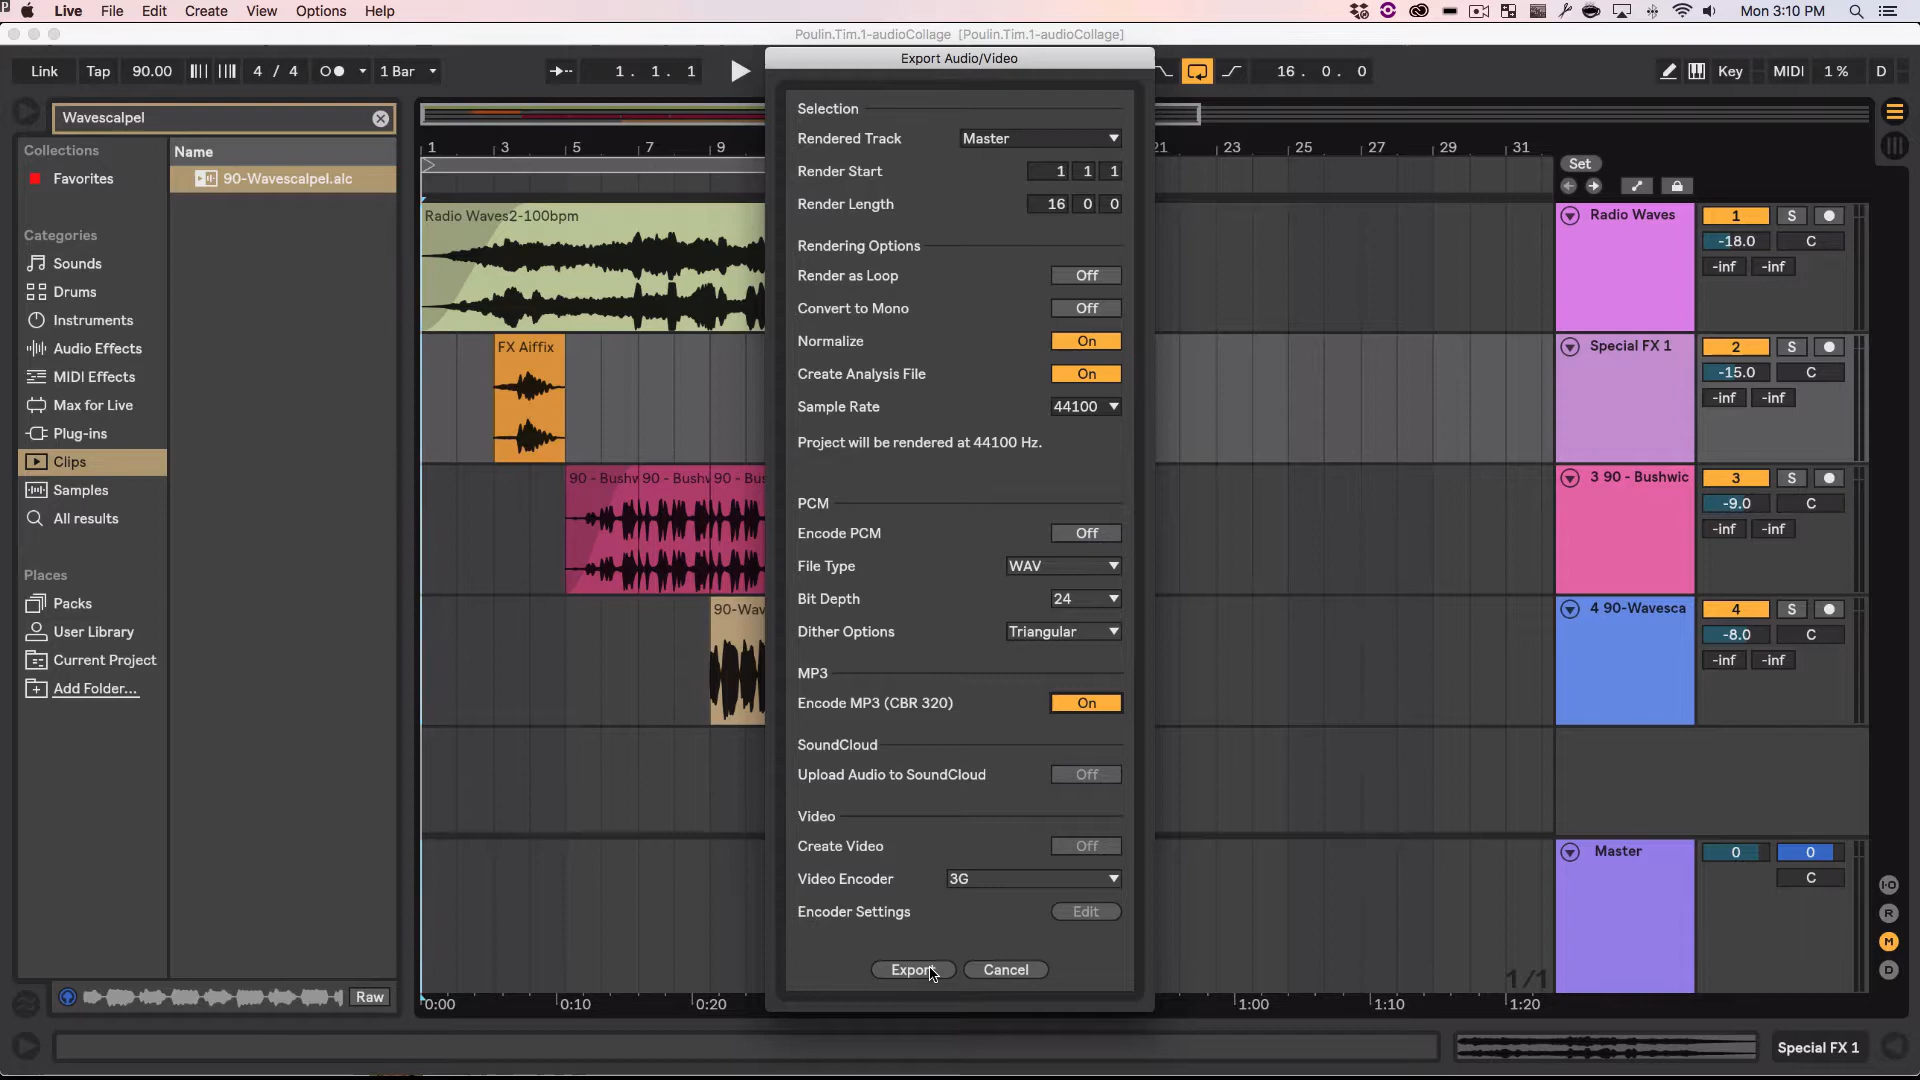 Live File Edit Create View Options Help Mon 3:10 PM
Poulin.Tim.1-audioCollage [Poulin.Tim.1-audioCollage]
Export Audio/Video
Link Tap 90.00 4 / 4 1 Bar 1. 1. 1 16. 0. 0 Key MIDI 1 % D
Wavescalpel
Collections
Favorites
Categories
Sounds
Drums
Instruments
Audio Effects
MIDI Effects
Max for Live
Plug-ins
Clips
Samples
All results
Places
Packs
User Library
Current Project
Add Folder...
Name
90-Wavescalpel.alc
Raw
1 3 5 7 9 21 23 25 27 29 31
Radio Waves2-100bpm
FX Aiffix
90 - Bushw 90 - Bushw 90 - Bus
90-Wav
0:00 0:10 0:20 1:00 1:10 1:20
1/1
Selection
Rendered Track Master
Render Start 1 1 1
Render Length 16 0 0
Rendering Options
Render as Loop Off
Convert to Mono Off
Normalize On
Create Analysis File On
Sample Rate 44100
Project will be rendered at 44100 Hz.
PCM
Encode PCM Off
File Type WAV
Bit Depth 24
Dither Options Triangular
MP3
Encode MP3 (CBR 320) On
SoundCloud
Upload Audio to SoundCloud Off
Video
Create Video Off
Video Encoder 3G
Encoder Settings Edit
Export Cancel
Set
Radio Waves 1 S
-18.0 C
-inf -inf
Special FX 1 2 S
-15.0 C
-inf -inf
3 90 - Bushwic 3 S
-9.0 C
-inf -inf
4 90-Wavesca 4 S
-8.0 C
-inf -inf
Master 0 0
C
I·O
R
M
D
Special FX 1